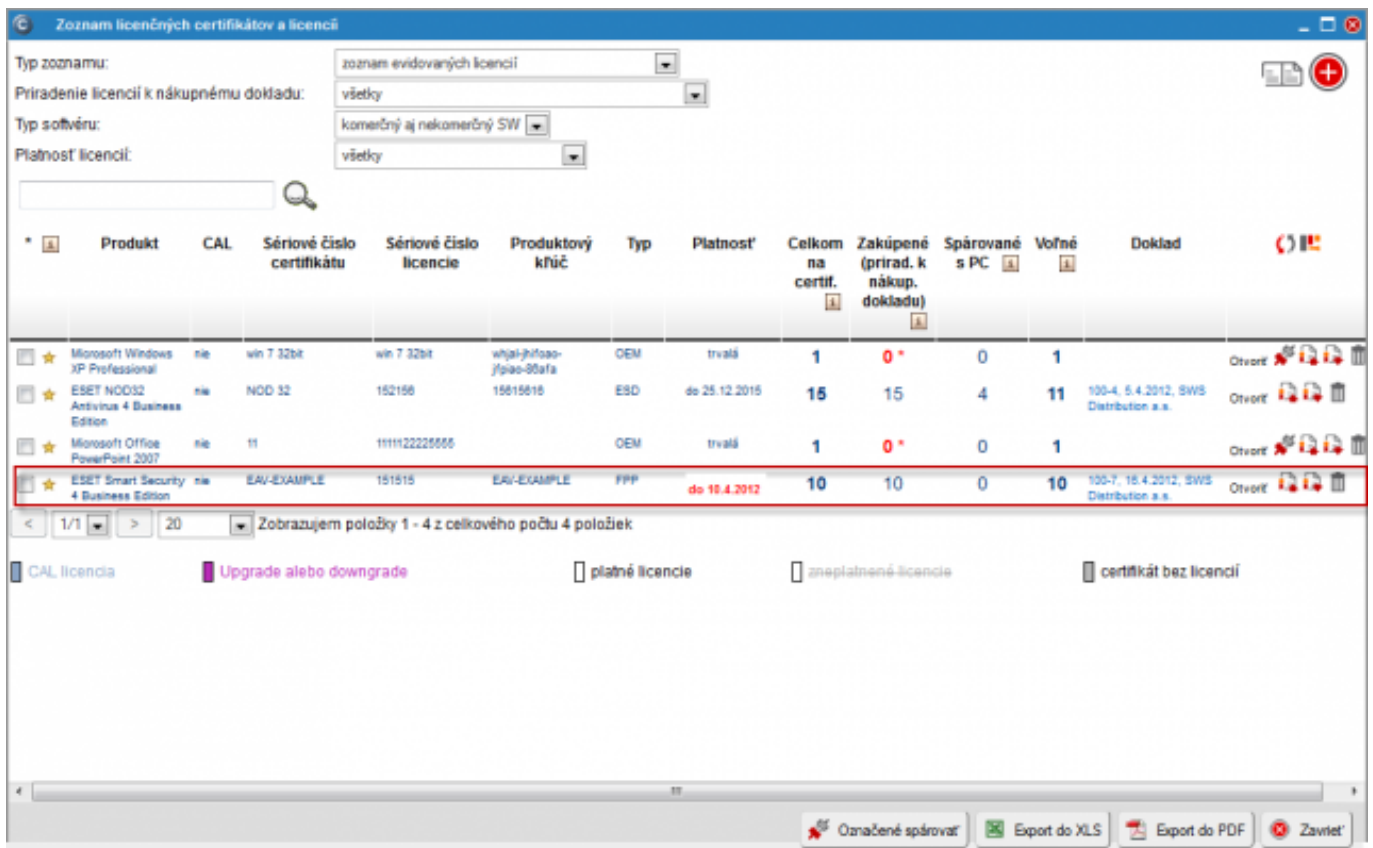 Zoznam licenčných certifikátov a licencií
Typ zoznamu: zoznam evidovaných licencií
Priradenie licencií k nákupnému dokladu: všetky
Typ softvéru: komerčný aj nekomerčný SW
Platnosť licencií: všetky
* Produkt CAL Sériové číslo certifikátu Sériové číslo licencie Produktový kľúč Typ Platnosť Celkom na certif. Zakúpené (prirad. k nákup. dokladu) Spárované s PC Voľné Doklad
Microsoft Windows nie win 7 32bit win 7 32bit OEM trvalá 1 0 * 0 1 Otvoriť
XP Professional
ESET NOD32 nie NOD 32 152156 15615616 ESD do 25.12.2015 15 15 4 11 100-4, 5.4.2012, SWS Otvoriť
Antivirus 4 Business Distribution a.s.
Edition
Microsoft Office nie 11 OEM trvalá 1 0 * 0 1 Otvoriť
PowerPoint 2007
ESET Smart Security nie EAV-EXAMPLE 151515 EAV-EXAMPLE FPP do 10.4.2012 10 10 0 10 100-7, 16.4.2012, SWS Otvoriť
4 Business Edition Distribution a.s.
< 1/1 > 20 Zobrazujem položky 1 - 4 z celkového počtu 4 položiek
CAL licencia Upgrade alebo downgrade platné licencie zneplatnené licencie certifikát bez licencií
Označené spárovať Export do XLS Export do PDF Zavrieť